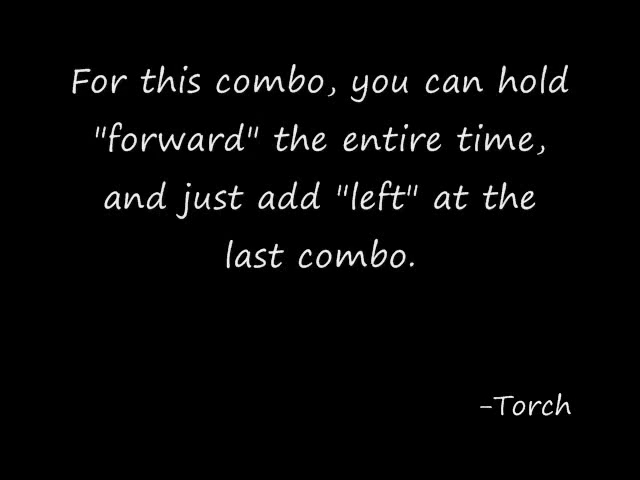 For this combo, you can hold
"forward" the entire time,
and just add "left" at the
last combo.
-Torch